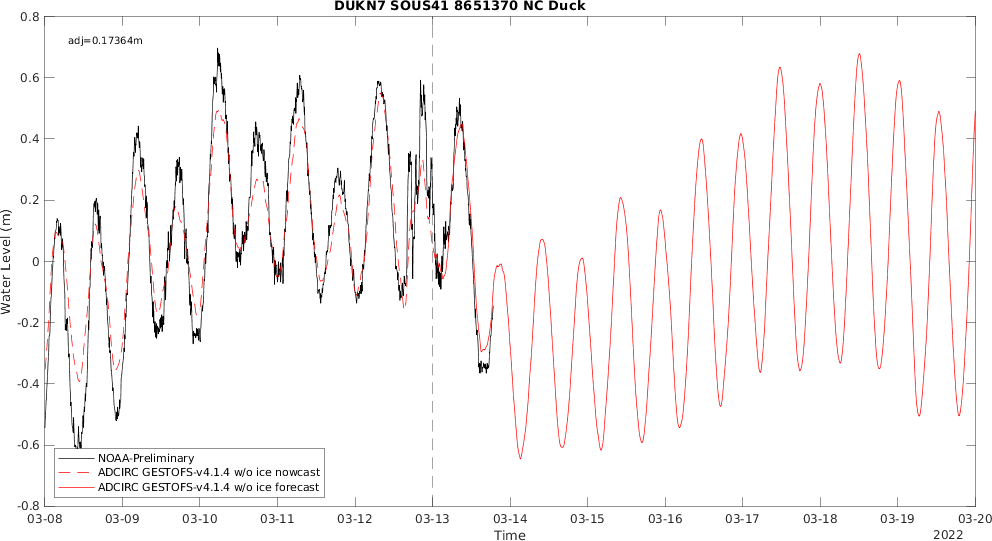 DUKN7 SOUS41 8651370 NC Duck
adj=0.17364m
0.8
0.6
0.4
0.2
0
-0.2
-0.4
-0.6
-0.8
Water Level (m)
NOAA-Preliminary
ADCIRC GESTOFS-v4.1.4 w/o ice nowcast
ADCIRC GESTOFS-v4.1.4 w/o ice forecast
03-08 03-09 03-10 03-11 03-12 03-13 03-14 03-15 03-16 03-17 03-18 03-19 03-20
Time
2022